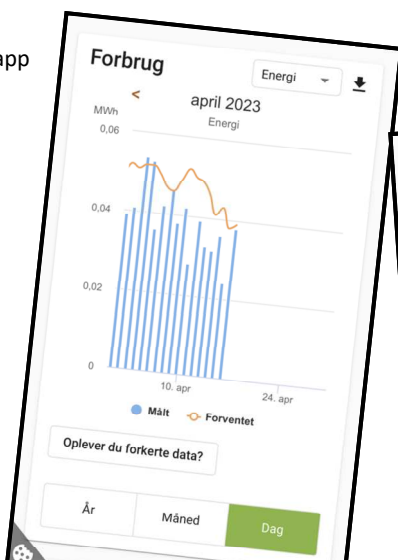 app
Forbrug
Energi
<
april 2023
Energi
MWh
0,06
0,04
0,02
0
10. apr
24. apr
Målt
Forventet
Oplever du forkerte data?
År
Måned
Dag